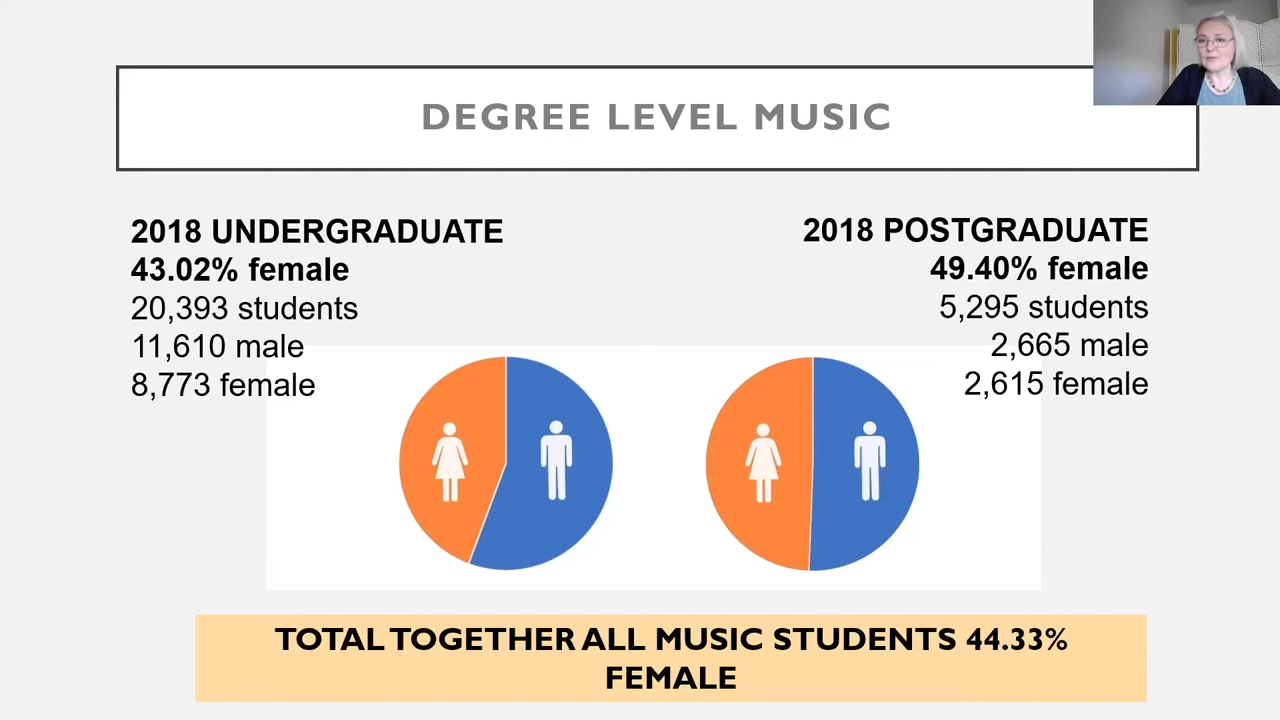 DEGREE LEVEL MUSIC
2018 UNDERGRADUATE
43.02% female
20,393 students
11,610 male
8,773 female
2018 POSTGRADUATE
49.40% female
5,295 students
2,665 male
2,615 female
TOTAL TOGETHER ALL MUSIC STUDENTS 44.33%
FEMALE